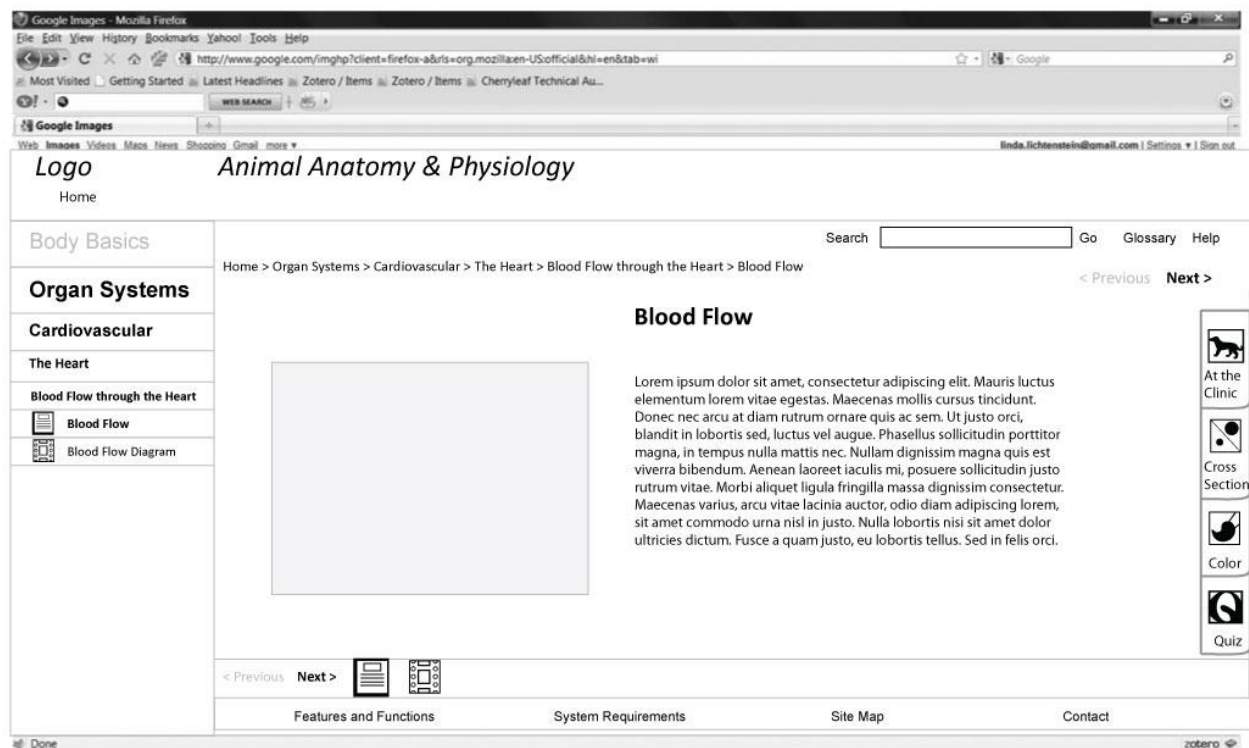 Google Images - Mozilla Firefox
File Edit View History Bookmarks Yahoo! Tools Help
http://www.google.com/imghp?client=firefox-a&rls=org.mozilla:en-US:official&hl=en&tab=wi
Google
Most Visited Getting Started Latest Headlines Zotero / Items Zotero / Items Cherryleaf Technical Au...
WEB SEARCH
Google Images
Web Images Videos Maps News Shopping Gmail more ▼
linda.lichtenstein@gmail.com | Settings ▼ | Sign out
Logo
Animal Anatomy & Physiology
Home
Body Basics
Organ Systems
Cardiovascular
The Heart
Blood Flow through the Heart
Blood Flow
Blood Flow Diagram
Search Go Glossary Help
Home > Organ Systems > Cardiovascular > The Heart > Blood Flow through the Heart > Blood Flow
< Previous Next >
Blood Flow
Lorem ipsum dolor sit amet, consectetur adipiscing elit. Mauris luctus
elementum lorem vitae egestas. Maecenas mollis cursus tincidunt.
Donec nec arcu at diam rutrum ornare quis ac sem. Ut justo orci,
blandit in lobortis sed, luctus vel augue. Phasellus sollicitudin porttitor
magna, in tempus nulla mattis nec. Nullam dignissim magna quis est
viverra bibendum. Aenean laoreet iaculis mi, posuere sollicitudin justo
rutrum vitae. Morbi aliquet ligula fringilla massa dignissim consectetur.
Maecenas varius, arcu vitae lacinia auctor, odio diam adipiscing lorem,
sit amet commodo urna nisl in justo. Nulla lobortis nisi sit amet dolor
ultricies dictum. Fusce a quam justo, eu lobortis tellus. Sed in felis orci.
At the
Clinic
Cross
Section
Color
Quiz
< Previous Next >
Features and Functions System Requirements Site Map Contact
Done
zotero